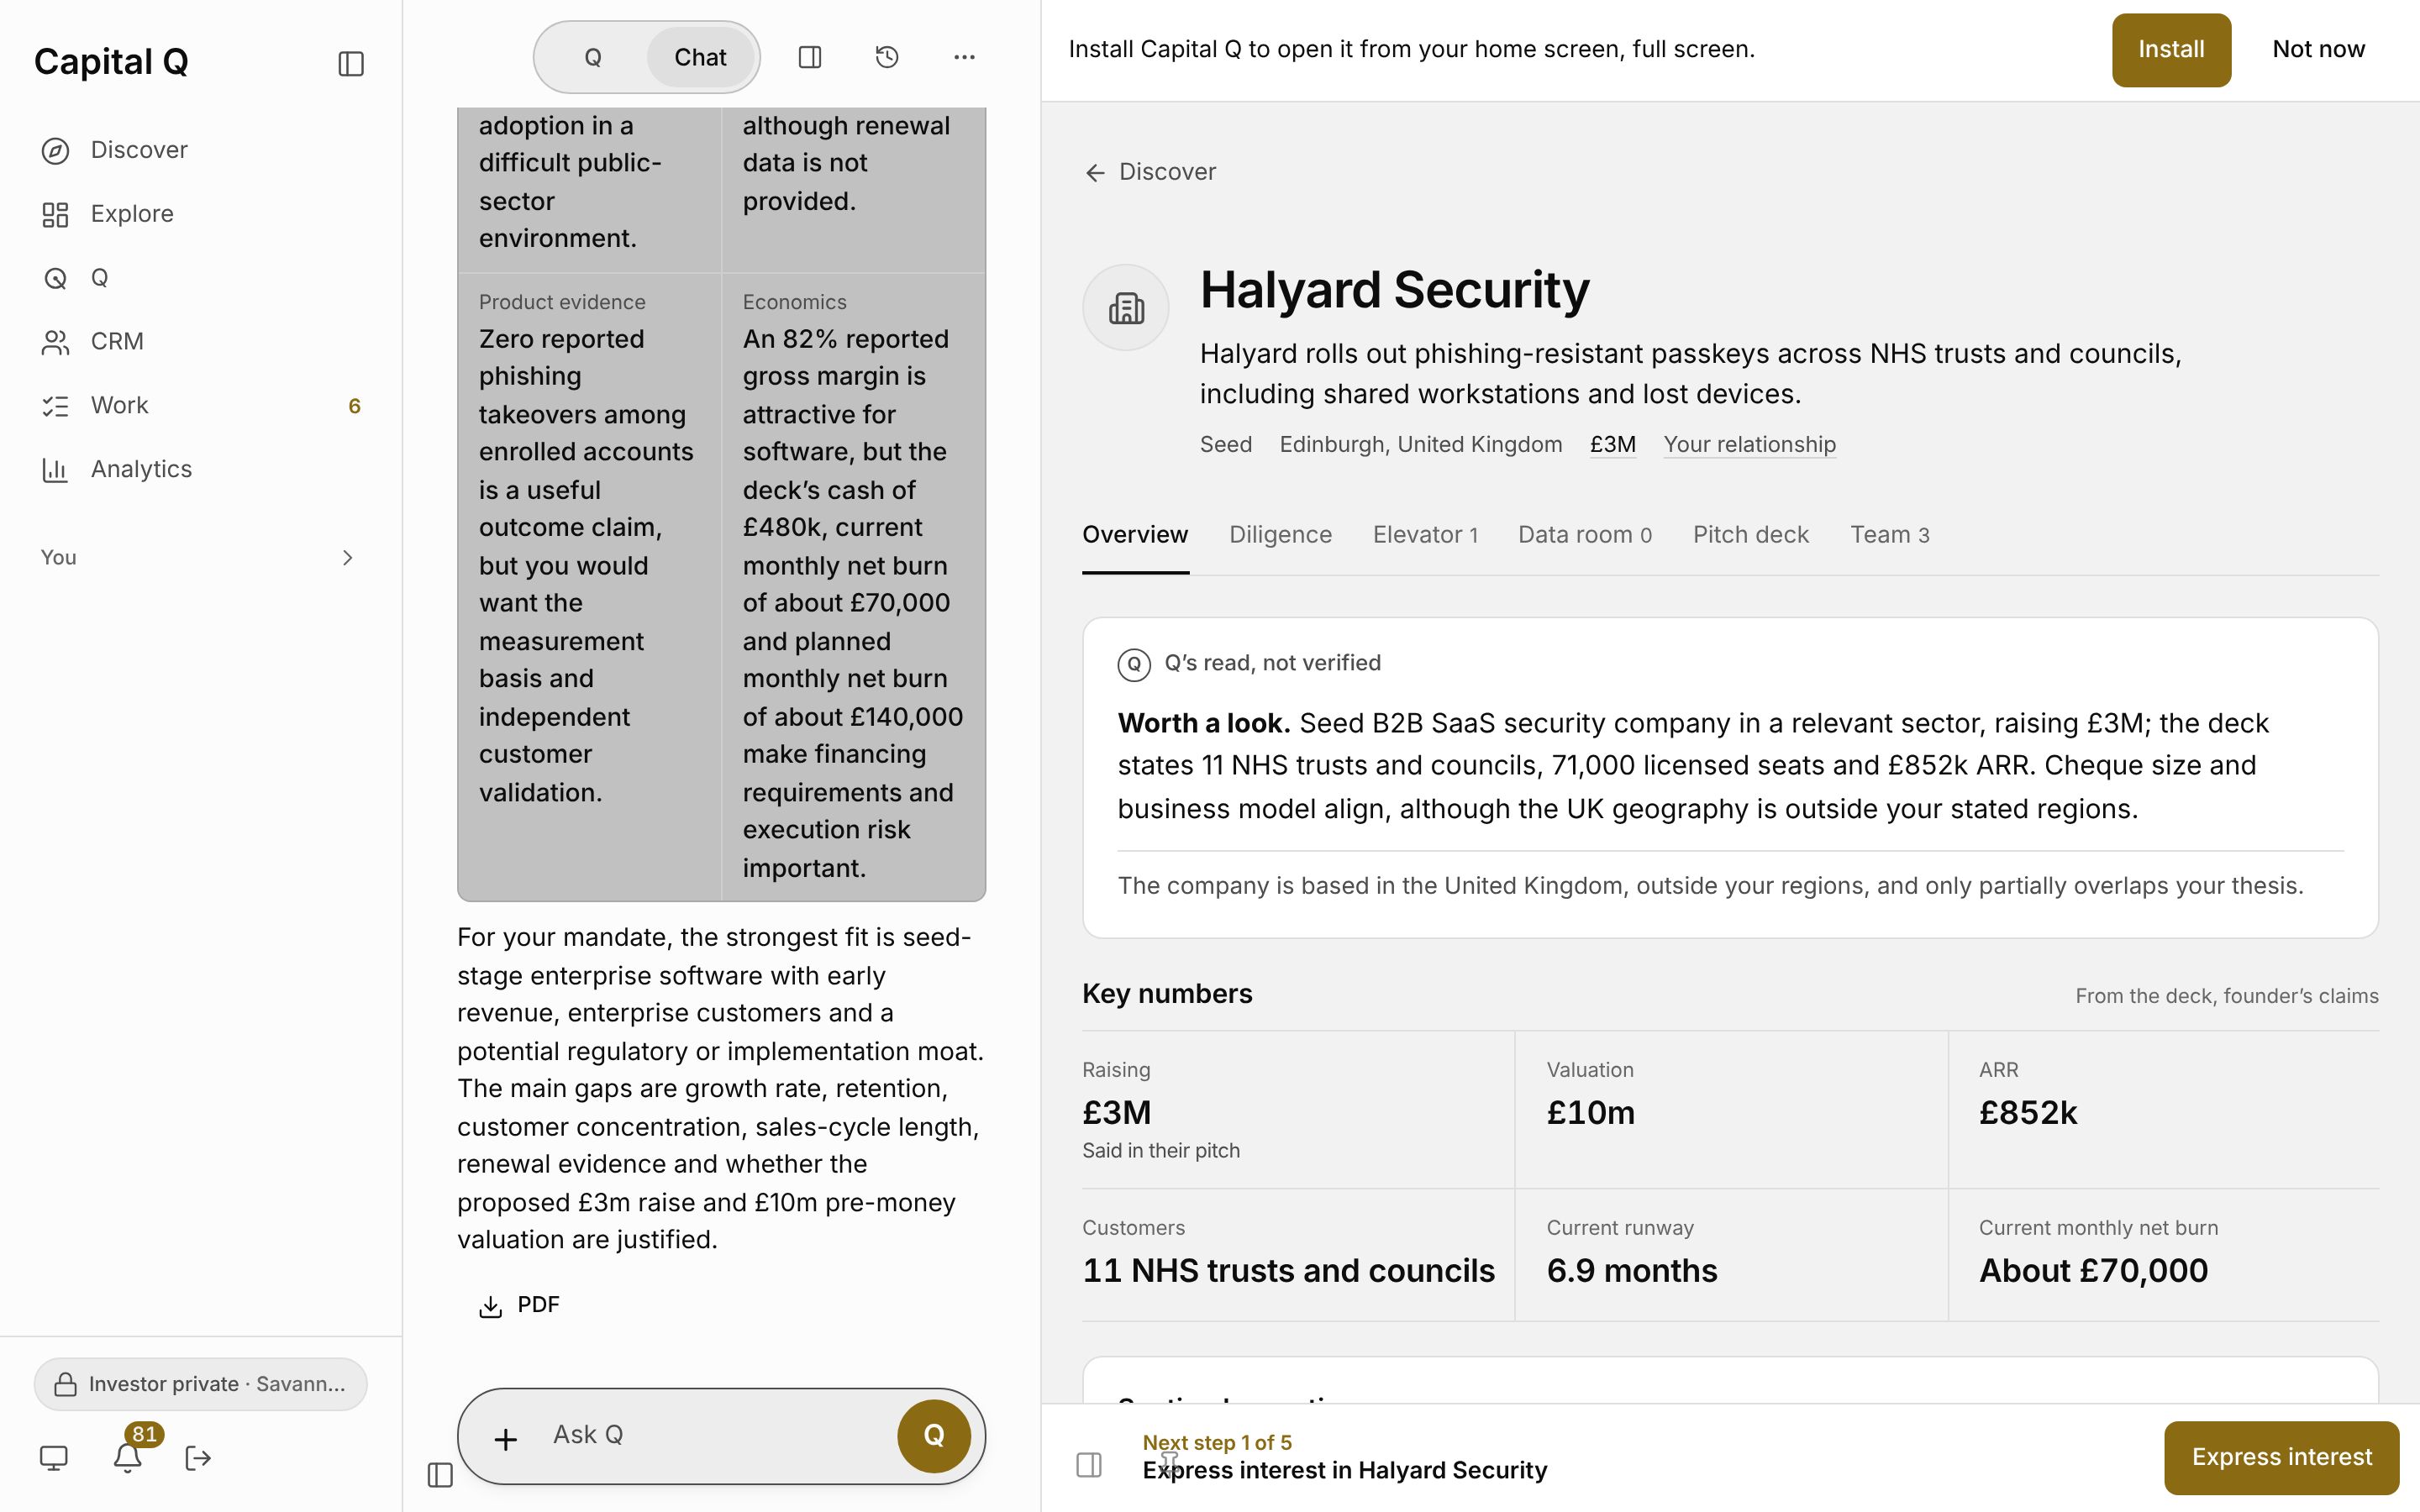 Capital Q
Discover
Explore
Q
CRM
Work 6
Analytics
You
Investor private · Savann...
81
Q Chat
adoption in a
difficult public-
sector
environment.
although renewal
data is not
provided.
Product evidence
Zero reported
phishing
takeovers among
enrolled accounts
is a useful
outcome claim,
but you would
want the
measurement
basis and
independent
customer
validation.
Economics
An 82% reported
gross margin is
attractive for
software, but the
deck’s cash of
£480k, current
monthly net burn
of about £70,000
and planned
monthly net burn
of about £140,000
make financing
requirements and
execution risk
important.
For your mandate, the strongest fit is seed-
stage enterprise software with early
revenue, enterprise customers and a
potential regulatory or implementation moat.
The main gaps are growth rate, retention,
customer concentration, sales-cycle length,
renewal evidence and whether the
proposed £3m raise and £10m pre-money
valuation are justified.
PDF
Ask Q
Q
Install Capital Q to open it from your home screen, full screen.
Install
Not now
Discover
Halyard Security
Halyard rolls out phishing-resistant passkeys across NHS trusts and councils,
including shared workstations and lost devices.
Seed Edinburgh, United Kingdom £3M Your relationship
Overview Diligence Elevator 1 Data room 0 Pitch deck Team 3
Q Q’s read, not verified
Worth a look. Seed B2B SaaS security company in a relevant sector, raising £3M; the deck
states 11 NHS trusts and councils, 71,000 licensed seats and £852k ARR. Cheque size and
business model align, although the UK geography is outside your stated regions.
The company is based in the United Kingdom, outside your regions, and only partially overlaps your thesis.
Key numbers
From the deck, founder’s claims
Raising
£3M
Said in their pitch
Valuation
£10m
ARR
£852k
Customers
11 NHS trusts and councils
Current runway
6.9 months
Current monthly net burn
About £70,000
Next step 1 of 5
Express interest in Halyard Security
Express interest